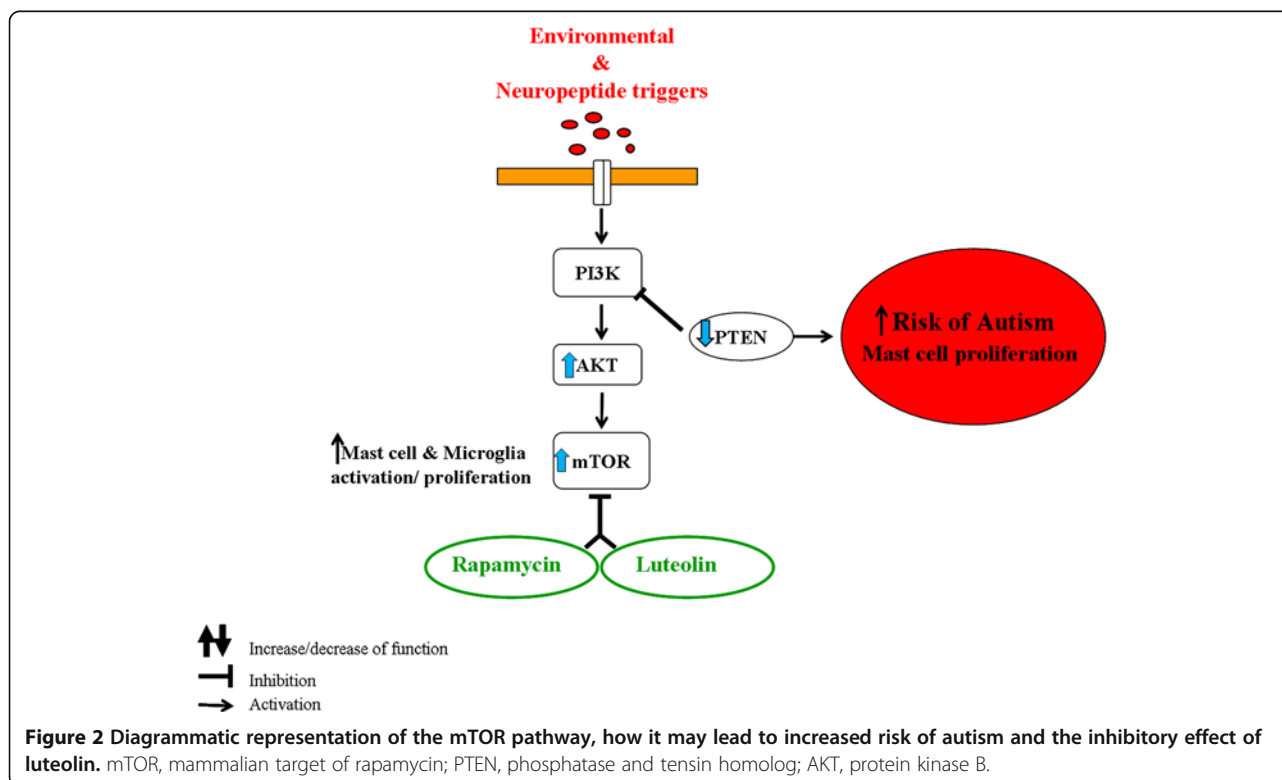 Environmental
&
Neuropeptide triggers
PI3K
PTEN
↑Risk of Autism
Mast cell proliferation
AKT
↑Mast cell & Microglia
activation/ proliferation
mTOR
Rapamycin
Luteolin
Increase/decrease of function
Inhibition
Activation
Figure 2 Diagrammatic representation of the mTOR pathway, how it may lead to increased risk of autism and the inhibitory effect of
luteolin. mTOR, mammalian target of rapamycin; PTEN, phosphatase and tensin homolog; AKT, protein kinase B.